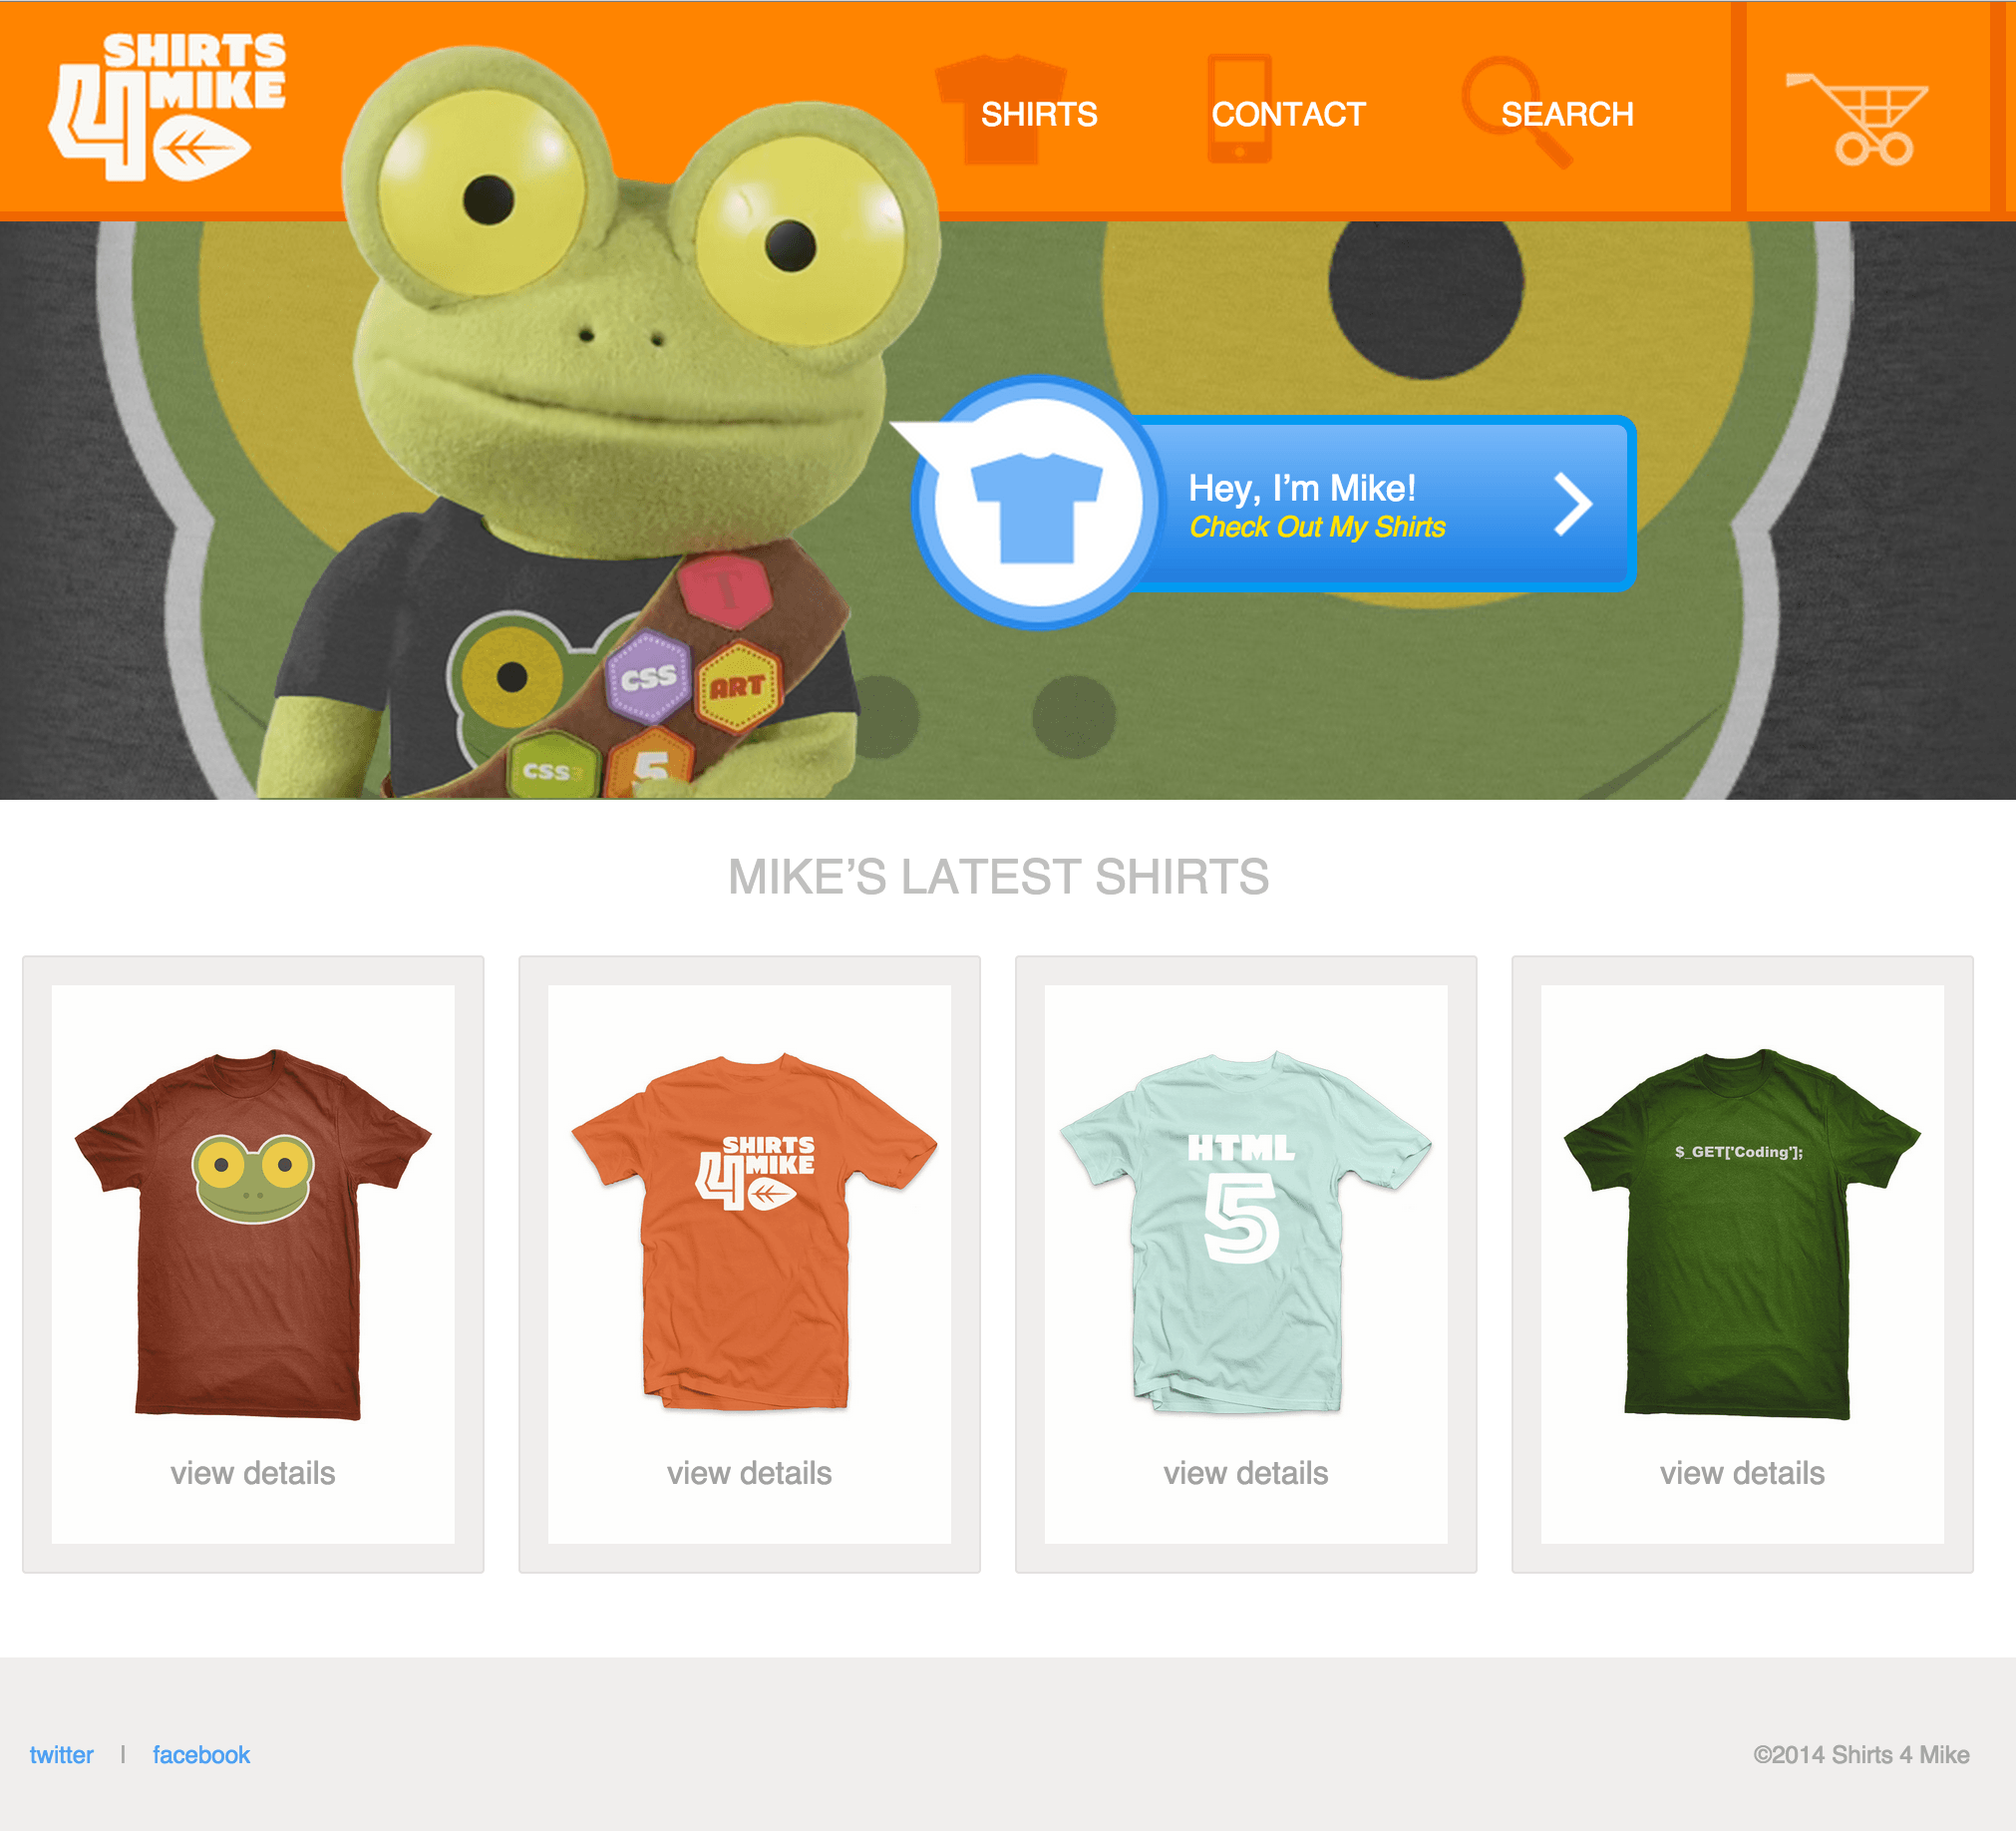 SHIRTS
4 MIKE
SHIRTS
CONTACT
SEARCH
Hey, I’m Mike!
Check Out My Shirts
T
CSS
ART
CSS3
5
MIKE’S LATEST SHIRTS
SHIRTS
4 MIKE
HTML
5
$_GET['Coding'];
view details
view details
view details
view details
twitter | facebook
©2014 Shirts 4 Mike